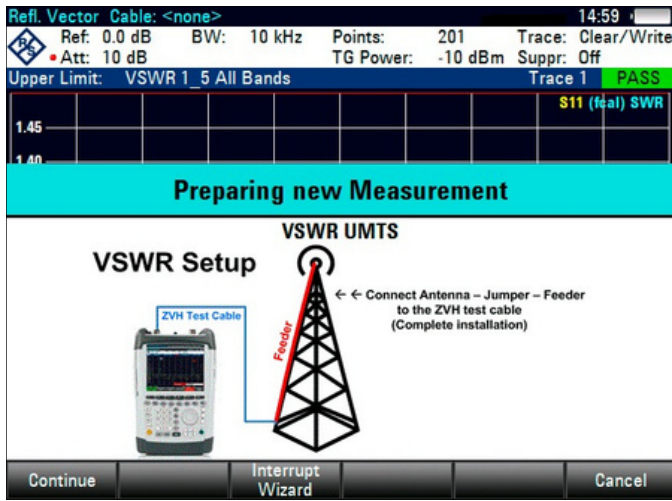 Refl. Vector Cable: <none> 14:59
Ref: 0.0 dB BW: 10 kHz Points: 201 Trace: Clear/Write
Att: 10 dB TG Power: -10 dBm Suppr: Off
Upper Limit: VSWR 1_5 All Bands Trace 1 PASS
S11 (fcal) SWR
1.45
1.40
Preparing new Measurement
VSWR UMTS
VSWR Setup
← ← Connect Antenna – Jumper – Feeder
to the ZVH test cable
(Complete installation)
ZVH Test Cable
Feeder
Continue Interrupt Wizard Cancel